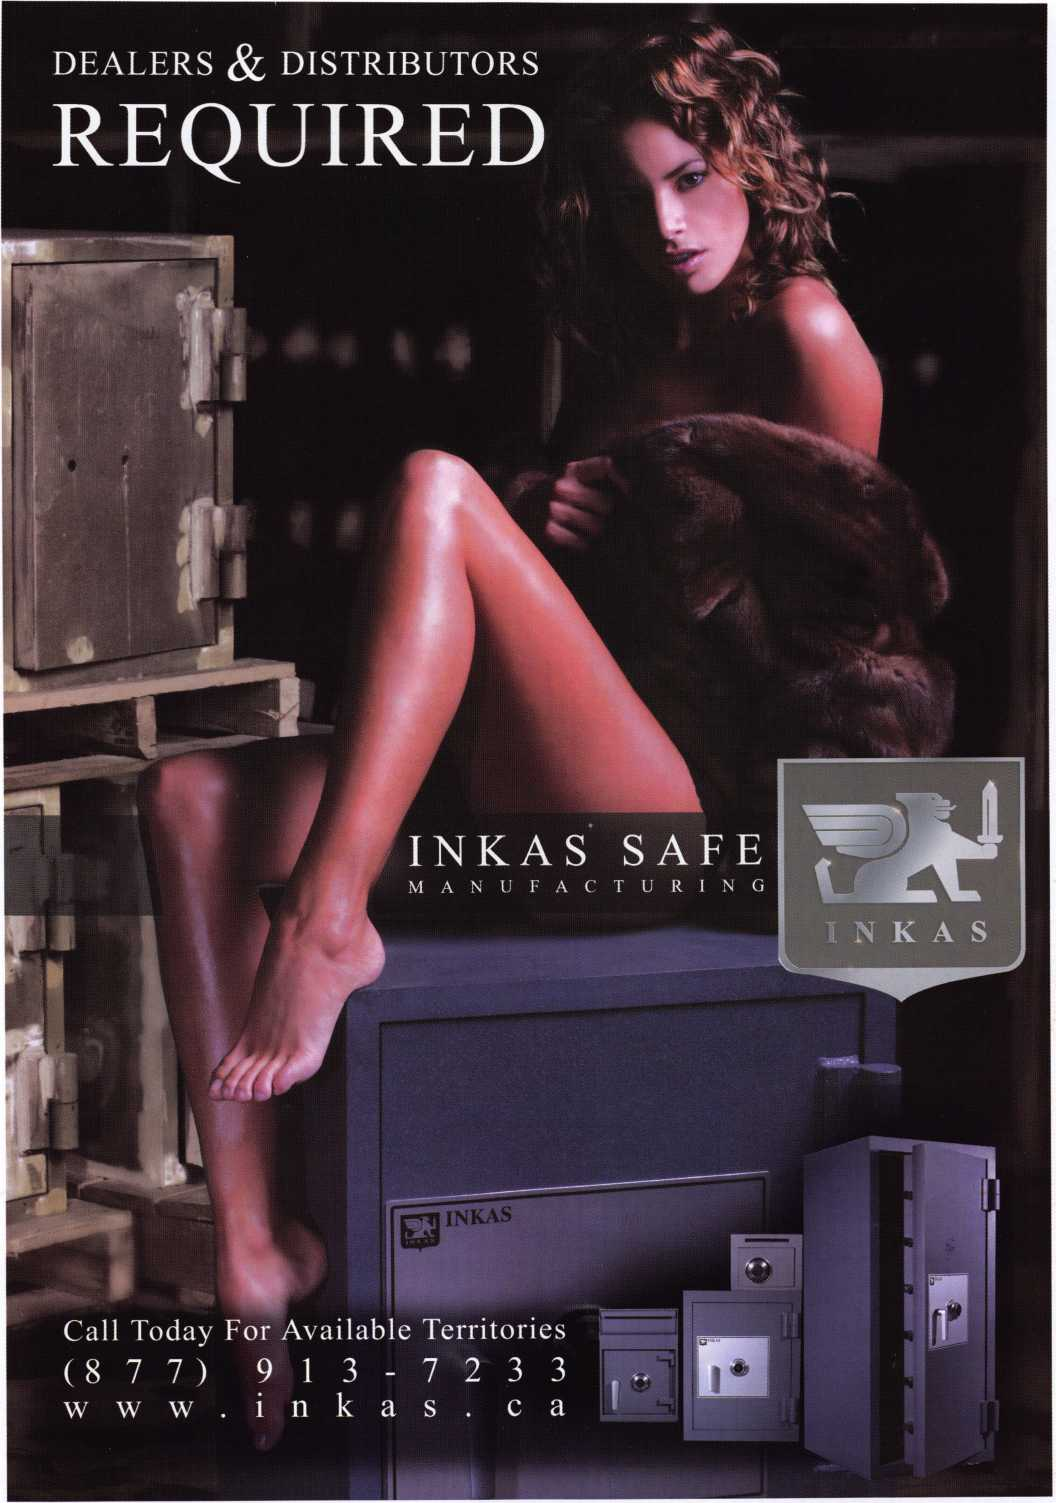 DEALERS & DISTRIBUTORS
REQUIRED
INKAS SAFE
MANUFACTURING
INKAS
INKAS
INKAS
Call Today For Available Territories
(877) 913-7233
www.inkas.ca